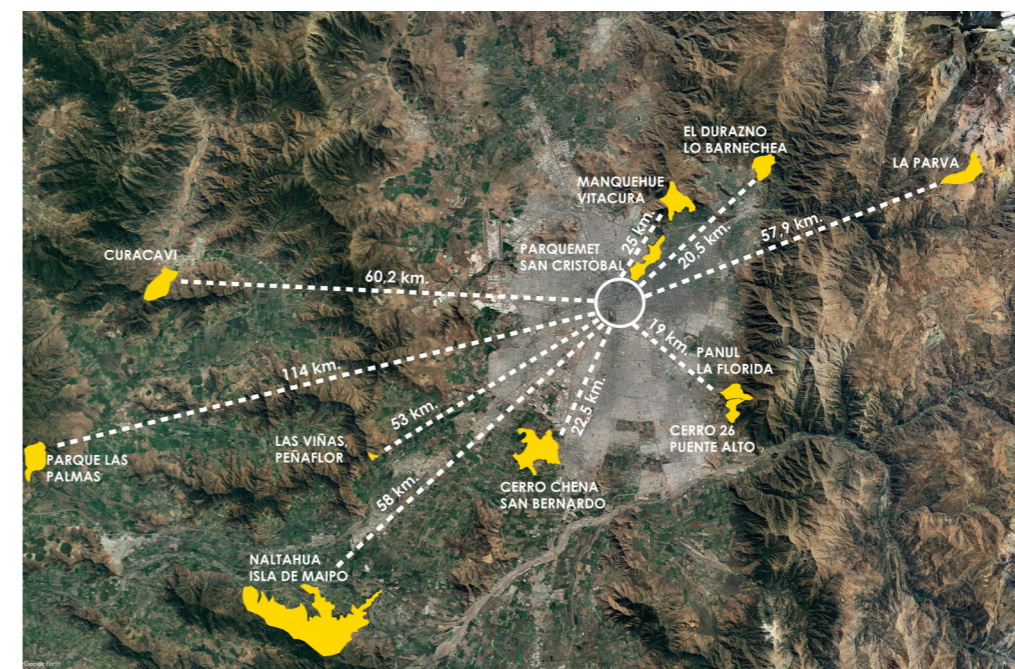 EL DURAZNO
LO BARNECHEA
LA PARVA
MANQUEHUE
VITACURA
25 km.
20,5 km.
57,9 km.
PARQUEMET
SAN CRISTÓBAL
CURACAVI
60,2 km.
19 km.
PANUL
LA FLORIDA
114 km.
53 km.
22,5 km.
LAS VIÑAS,
PEÑAFLOR
CERRO 26
PUENTE ALTO
PARQUE LAS
PALMAS
58 km.
CERRO CHENA
SAN BERNARDO
NALTAHUA
ISLA DE MAIPO
Google Earth